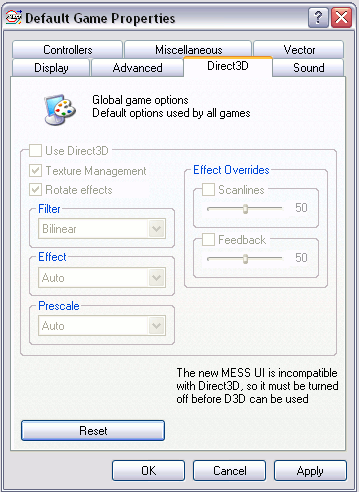 Default Game Properties
Controllers
Miscellaneous
Vector
Display
Advanced
Direct3D
Sound
Global game options
Default options used by all games
Use Direct3D
Texture Management
Rotate effects
Filter
Bilinear
Effect
Auto
Prescale
Auto
Effect Overrides
Scanlines
50
Feedback
50
The new MESS UI is incompatible
with Direct3D, so it must be turned
off before D3D can be used
Reset
OK
Cancel
Apply